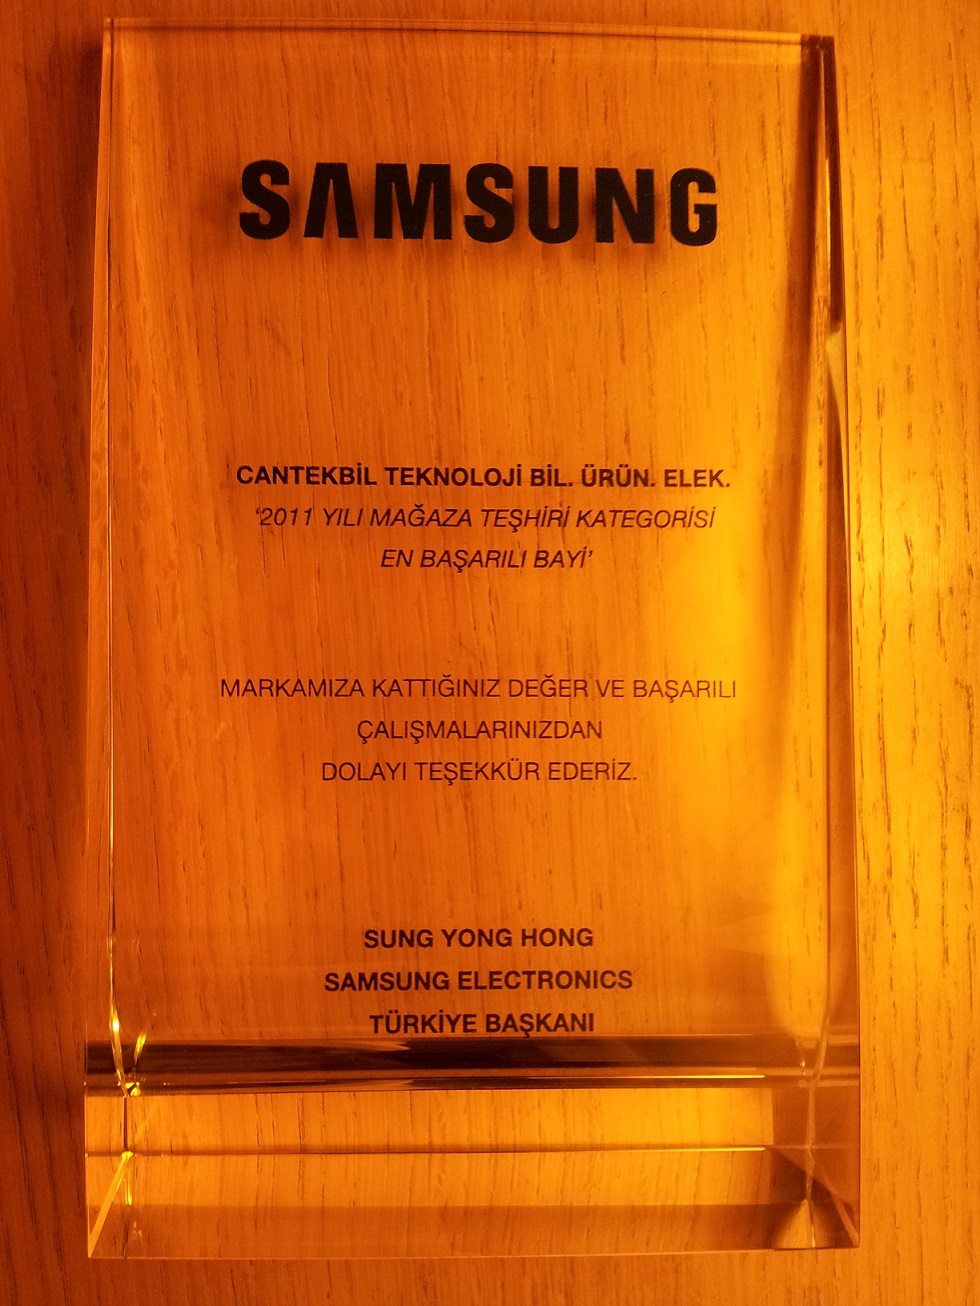 SAMSUNG
CANTEKBİL TEKNOLOJİ BİL. ÜRÜN. ELEK.
‘2011 YILI MAĞAZA TEŞHİRİ KATEGORİSİ
EN BAŞARILI BAYİ’
MARKAMIZA KATTIĞINIZ DEĞER VE BAŞARILI
ÇALIŞMALARINIZDAN
DOLAYI TEŞEKKÜR EDERİZ.
SUNG YONG HONG
SAMSUNG ELECTRONICS
TÜRKİYE BAŞKANI